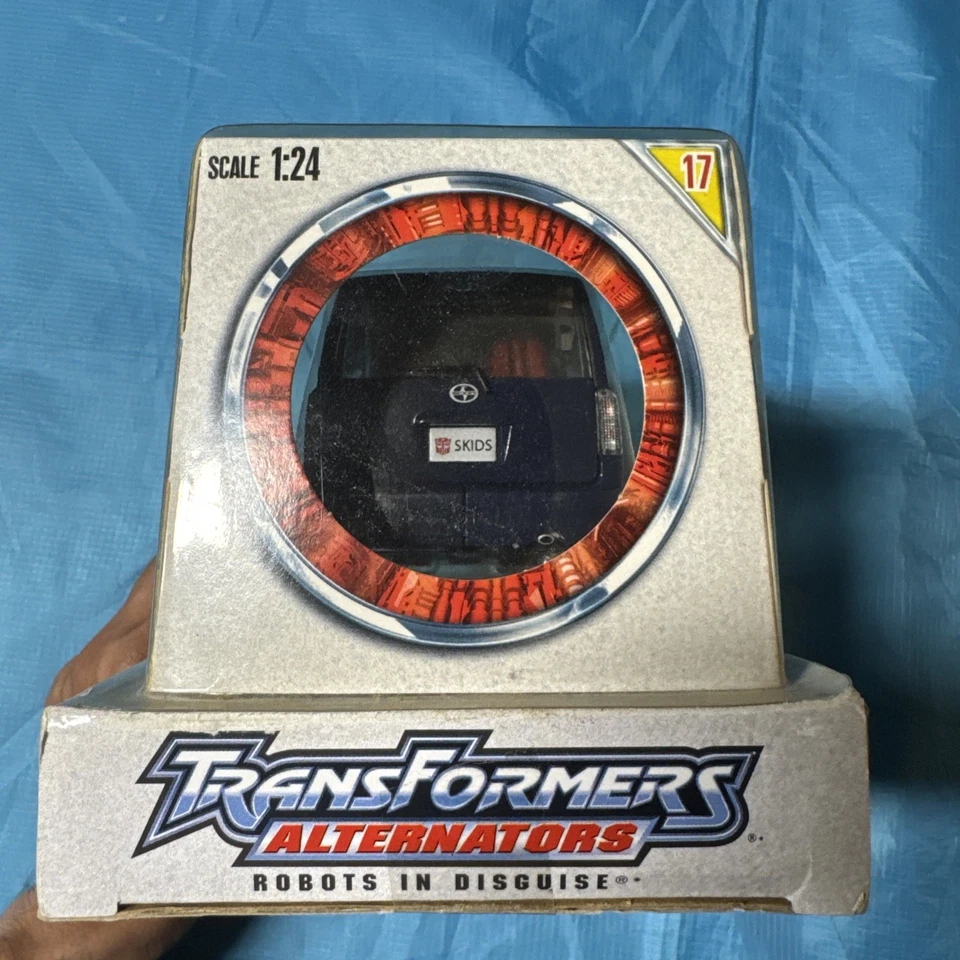 SCALE 1:24
17
SKIDS
TRANSFORMERS
®.
ALTERNATORS
ROBOTS IN DISGUISE®•